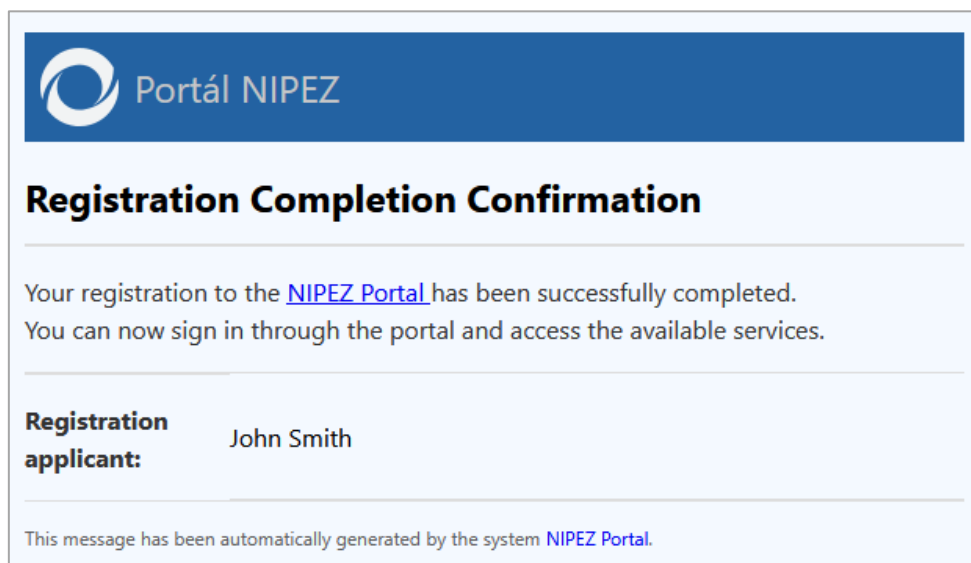 Portál NIPEZ
Registration Completion Confirmation
Your registration to the NIPEZ Portal has been successfully completed.
You can now sign in through the portal and access the available services.
Registration
applicant:
John Smith
This message has been automatically generated by the system NIPEZ Portal.